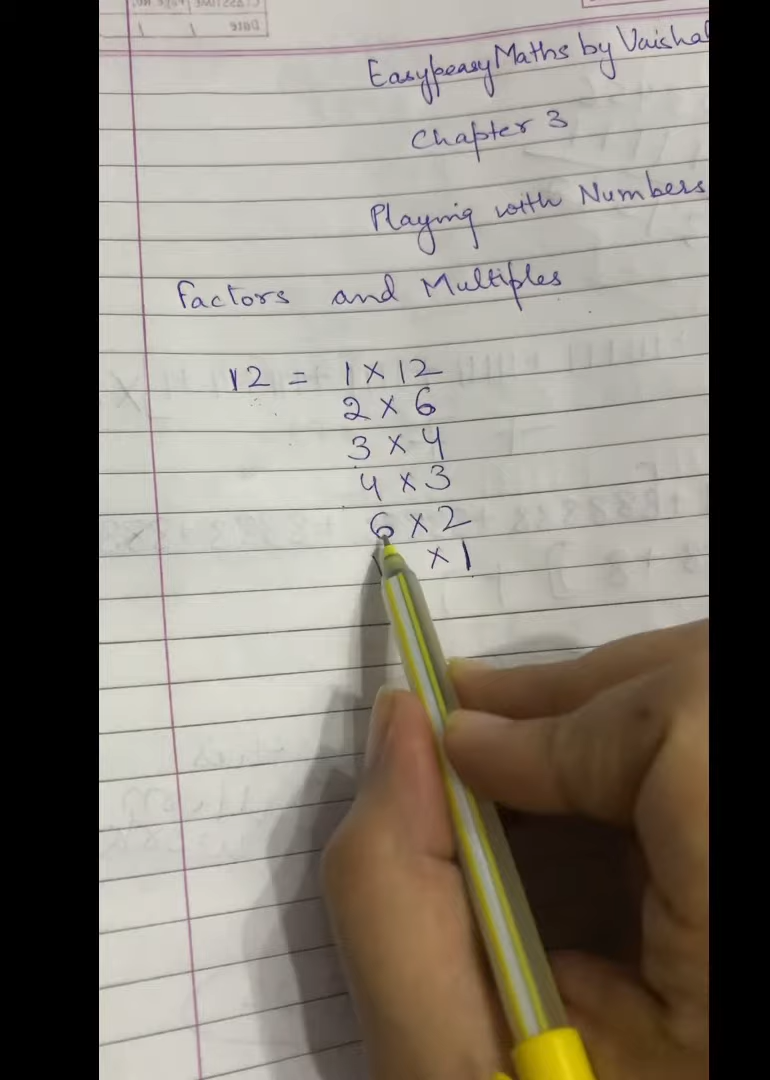 EasypeasyMaths by Vaishal
Chapter 3
Playing with Numbers
Factors and Multiples
12 = 1 × 12
2 × 6
3 × 4
4 × 3
6 × 2
× 1